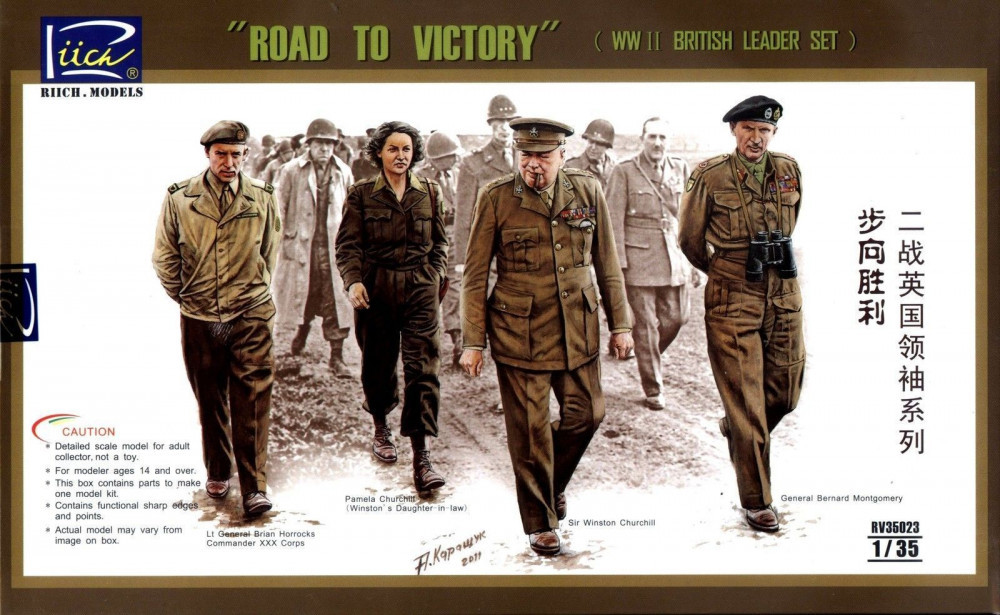 Riich®
RIICH.MODELS
"ROAD TO VICTORY" ( WW II BRITISH LEADER SET )
二战英国领袖系列
步向胜利
iich
CAUTION
* Detailed scale model for adult
collector, not a toy.
* For modeler ages 14 and over.
* This box contains parts to make
one model kit.
* Contains functional sharp edges
and points.
* Actual model may vary from
image on box.
Lt General Brian Horrocks
Commander XXX Corps
Pamela Churchill
(Winston`s Daughter-in-law)
Sir Winston Churchill
General Bernard Montgomery
А.Каращук
2011
RV35023
1/35